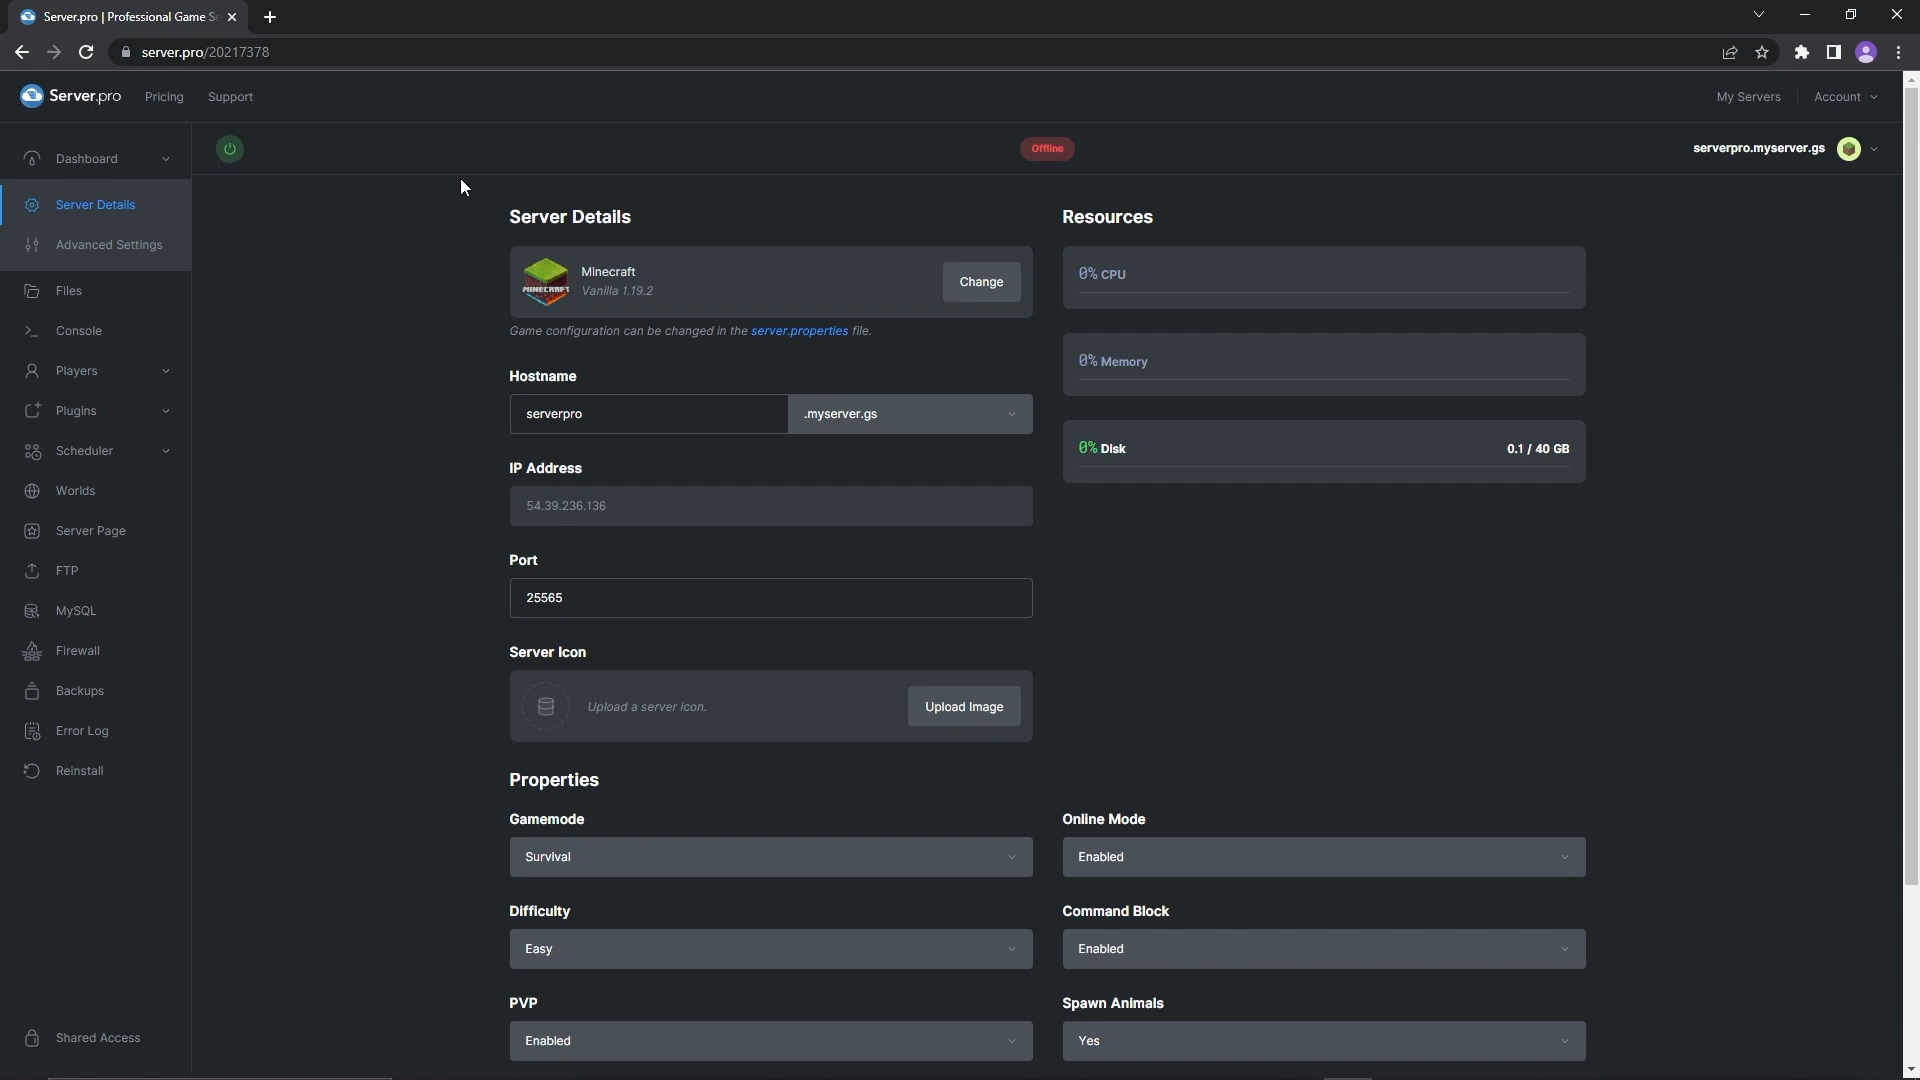 Server.pro | Professional Game S
server.pro/20217378
Server.pro
Pricing
Support
My Servers
Account
Dashboard
Offline
serverpro.myserver.gs
Server Details
Advanced Settings
Files
Console
Players
Plugins
Scheduler
Worlds
Server Page
FTP
MySQL
Firewall
Backups
Error Log
Reinstall
Shared Access
Server Details
MINECRAFT
Minecraft
Vanilla 1.19.2
Change
Game configuration can be changed in the server.properties file.
Hostname
serverpro
.myserver.gs
IP Address
54.39.236.136
Port
25565
Server Icon
Upload a server icon.
Upload Image
Resources
0% CPU
0% Memory
0% Disk
0.1 / 40 GB
Properties
Gamemode
Survival
Online Mode
Enabled
Difficulty
Easy
Command Block
Enabled
PVP
Enabled
Spawn Animals
Yes